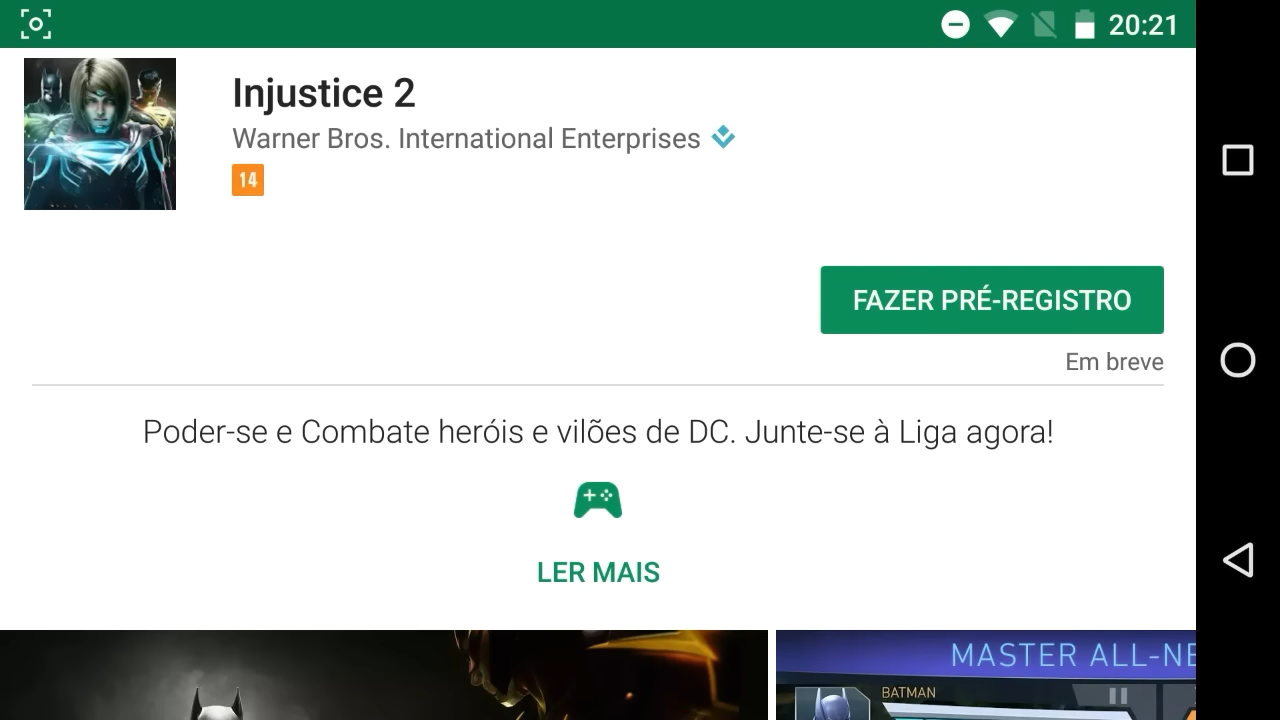 20:21
Injustice 2
Warner Bros. International Enterprises
14
FAZER PRÉ-REGISTRO
Em breve
Poder-se e Combate heróis e vilões de DC. Junte-se à Liga agora!
LER MAIS
MASTER ALL-NE
BATMAN